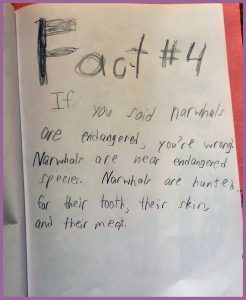 Fact #4
If you said narwhals
are endangered, you're wrong!
Narwhals are near endangered
species. Narwhals are hunted
for their tooth, their skin,
and their meat.